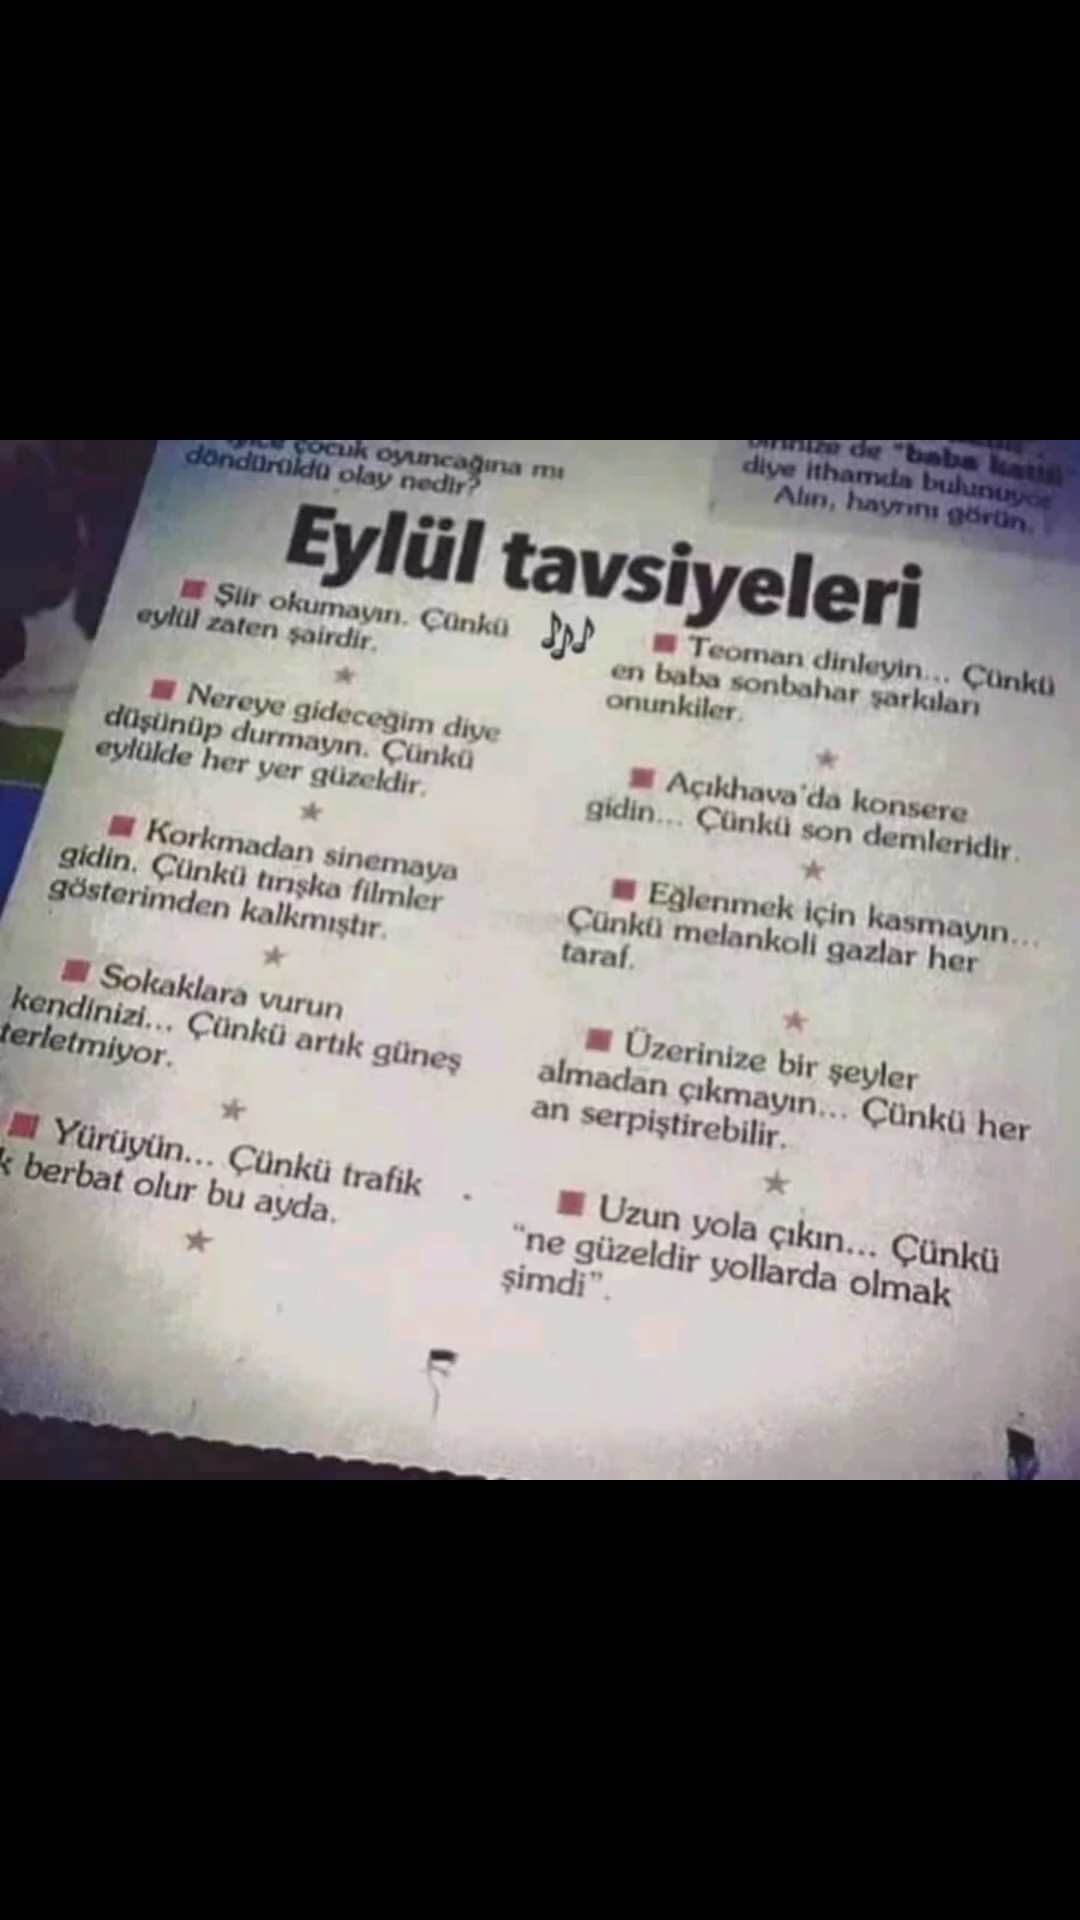 çocuk oyuncağına mı
döndürüldü olay nedir?
de "baba katili"
diye ithamda bulunuyor.
Alın, hayrını görün.
Eylül tavsiyeleri
Şiir okumayın. Çünkü
eylül zaten şairdir.
Nereye gideceğim diye
düşünüp durmayın. Çünkü
eylülde her yer güzeldir.
Korkmadan sinemaya
gidin. Çünkü tırışka filmler
gösterimden kalkmıştır.
Sokaklara vurun
kendinizi... Çünkü artık güneş
terletmiyor.
Yürüyün... Çünkü trafik
berbat olur bu ayda.
Teoman dinleyin... Çünkü
en baba sonbahar şarkıları
onunkiler.
Açıkhava'da konsere
gidin... Çünkü son demleridir.
Eğlenmek için kasmayın...
Çünkü melankoli gazlar her
taraf.
Üzerinize bir şeyler
almadan çıkmayın... Çünkü her
an serpiştirebilir.
Uzun yola çıkın... Çünkü
"ne güzeldir yollarda olmak
şimdi".